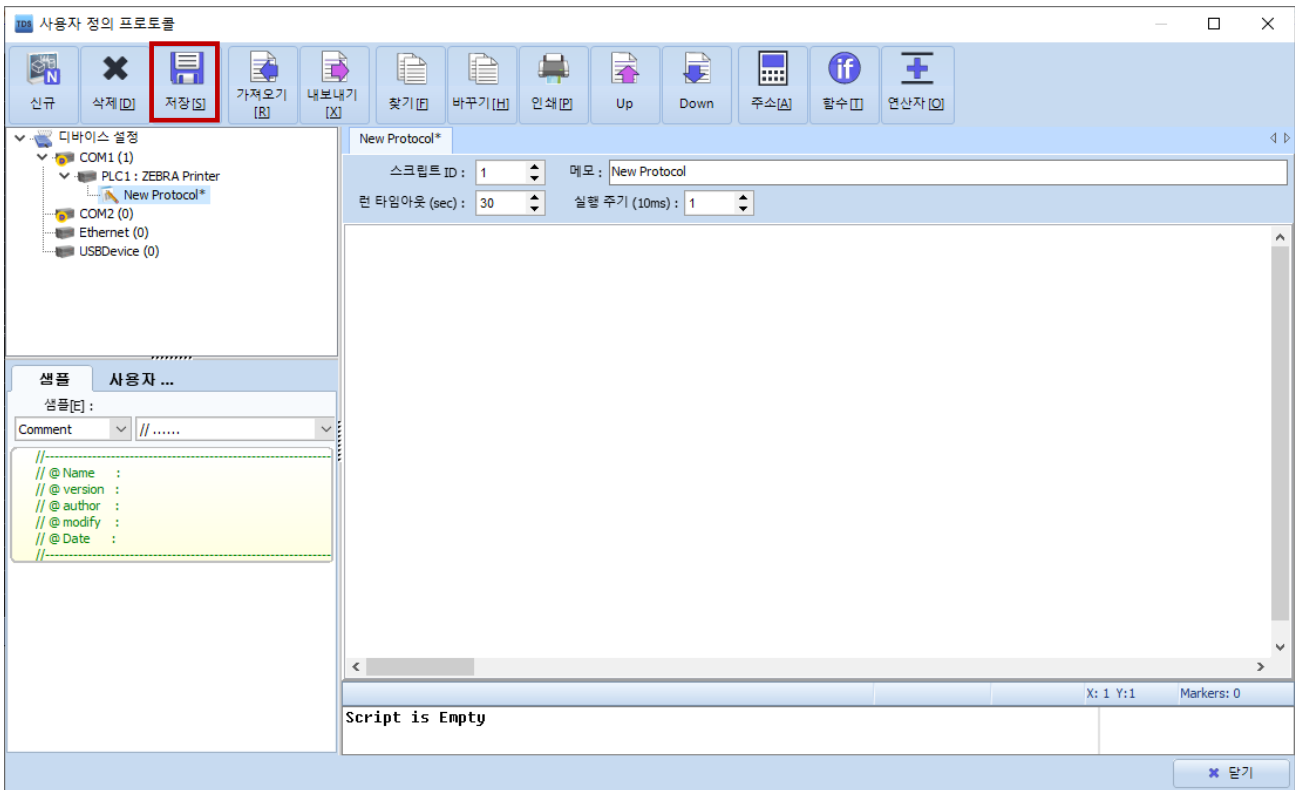 TDS 사용자 정의 프로토콜
신규
삭제[D]
저장[S]
가져오기
[R]
내보내기
[X]
찾기[F]
바꾸기[H]
인쇄[P]
Up
Down
주소[A]
if
함수[T]
연산자[O]
디바이스 설정
COM1 (1)
PLC1 : ZEBRA Printer
New Protocol*
COM2 (0)
Ethernet (0)
USBDevice (0)
샘플 사용자 ...
샘플[E] :
Comment // ......
//--------------------------------------------------------------
// @ Name :
// @ version :
// @ author :
// @ modify :
// @ Date :
//--------------------------------------------------------------
New Protocol*
스크립트 ID : 1 메모 : New Protocol
런 타임아웃 (sec) : 30 실행 주기 (10ms) : 1
X: 1 Y:1 Markers: 0
Script is Empty
닫기